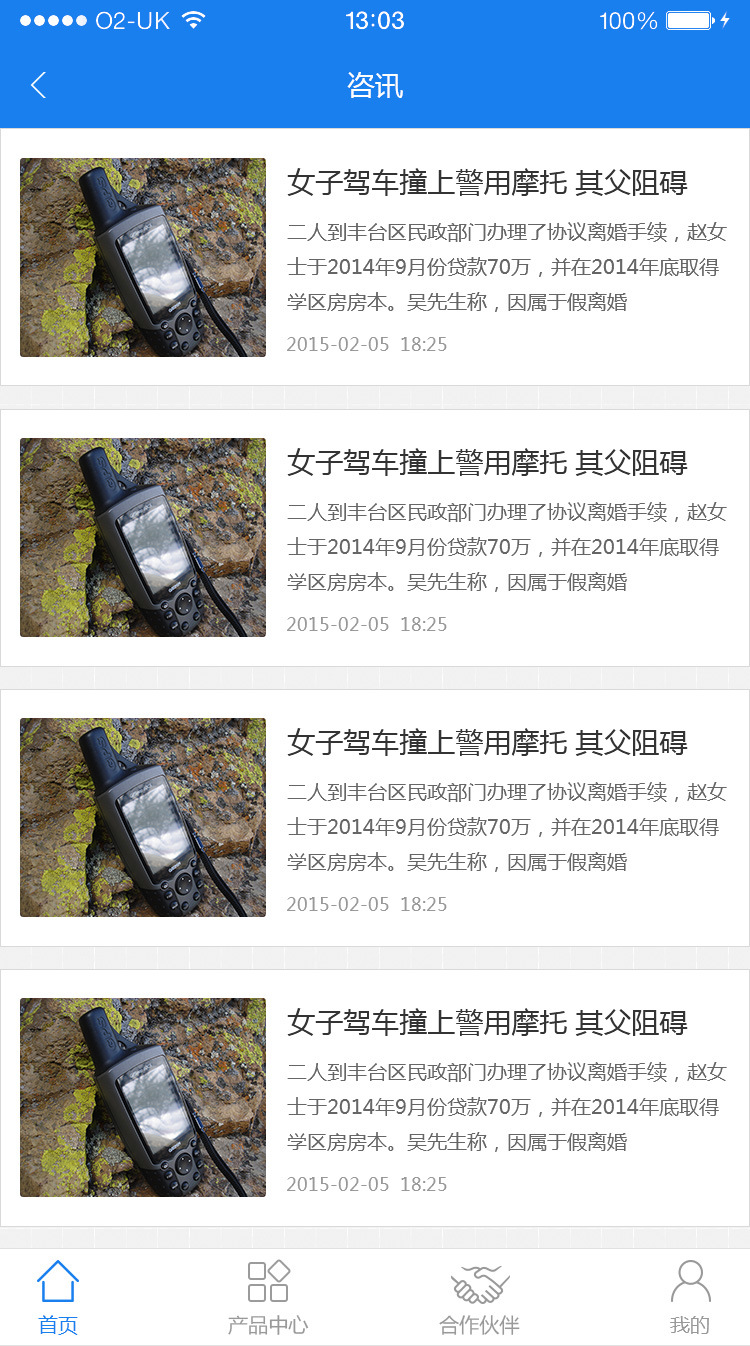 O2-UK 13:03 100%
咨讯
女子驾车撞上警用摩托 其父阻碍
二人到丰台区民政部门办理了协议离婚手续，赵女
士于2014年9月份贷款70万，并在2014年底取得
学区房房本。吴先生称，因属于假离婚
2015-02-05 18:25
女子驾车撞上警用摩托 其父阻碍
二人到丰台区民政部门办理了协议离婚手续，赵女
士于2014年9月份贷款70万，并在2014年底取得
学区房房本。吴先生称，因属于假离婚
2015-02-05 18:25
女子驾车撞上警用摩托 其父阻碍
二人到丰台区民政部门办理了协议离婚手续，赵女
士于2014年9月份贷款70万，并在2014年底取得
学区房房本。吴先生称，因属于假离婚
2015-02-05 18:25
女子驾车撞上警用摩托 其父阻碍
二人到丰台区民政部门办理了协议离婚手续，赵女
士于2014年9月份贷款70万，并在2014年底取得
学区房房本。吴先生称，因属于假离婚
2015-02-05 18:25
首页 产品中心 合作伙伴 我的